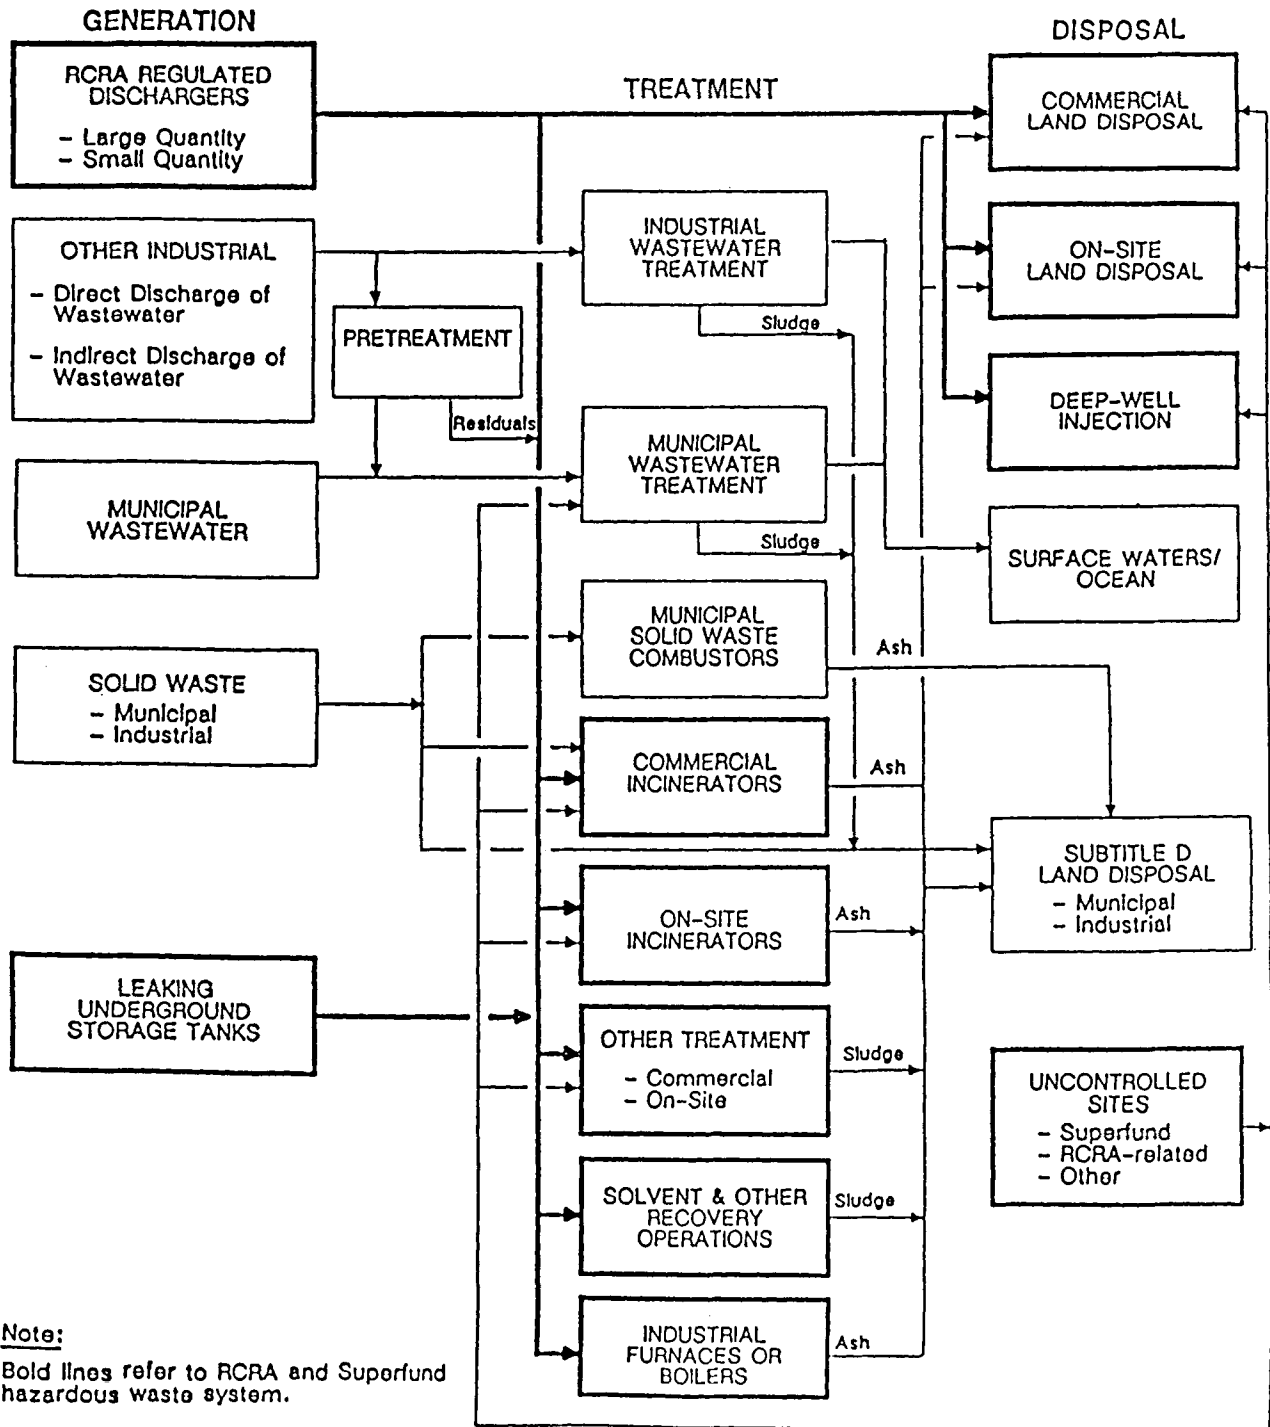 GENERATION
RCRA REGULATED
DISCHARGERS
- Large Quantity
- Small Quantity
OTHER INDUSTRIAL
- Direct Discharge of
Wastewater
- Indirect Discharge of
Wastewater
PRETREATMENT
Residuals
MUNICIPAL
WASTEWATER
SOLID WASTE
- Municipal
- Industrial
LEAKING
UNDERGROUND
STORAGE TANKS
TREATMENT
INDUSTRIAL
WASTEWATER
TREATMENT
Sludge
MUNICIPAL
WASTEWATER
TREATMENT
Sludge
MUNICIPAL
SOLID WASTE
COMBUSTORS
Ash
COMMERCIAL
INCINERATORS
Ash
ON-SITE
INCINERATORS
Ash
OTHER TREATMENT
- Commercial
- On-Site
Sludge
SOLVENT & OTHER
RECOVERY
OPERATIONS
Sludge
INDUSTRIAL
FURNACES OR
BOILERS
Ash
DISPOSAL
COMMERCIAL
LAND DISPOSAL
ON-SITE
LAND DISPOSAL
DEEP-WELL
INJECTION
SURFACE WATERS/
OCEAN
SUBTITLE D
LAND DISPOSAL
- Municipal
- Industrial
UNCONTROLLED
SITES
- Superfund
- RCRA-related
- Other
Note:
Bold lines refer to RCRA and Superfund
hazardous waste system.